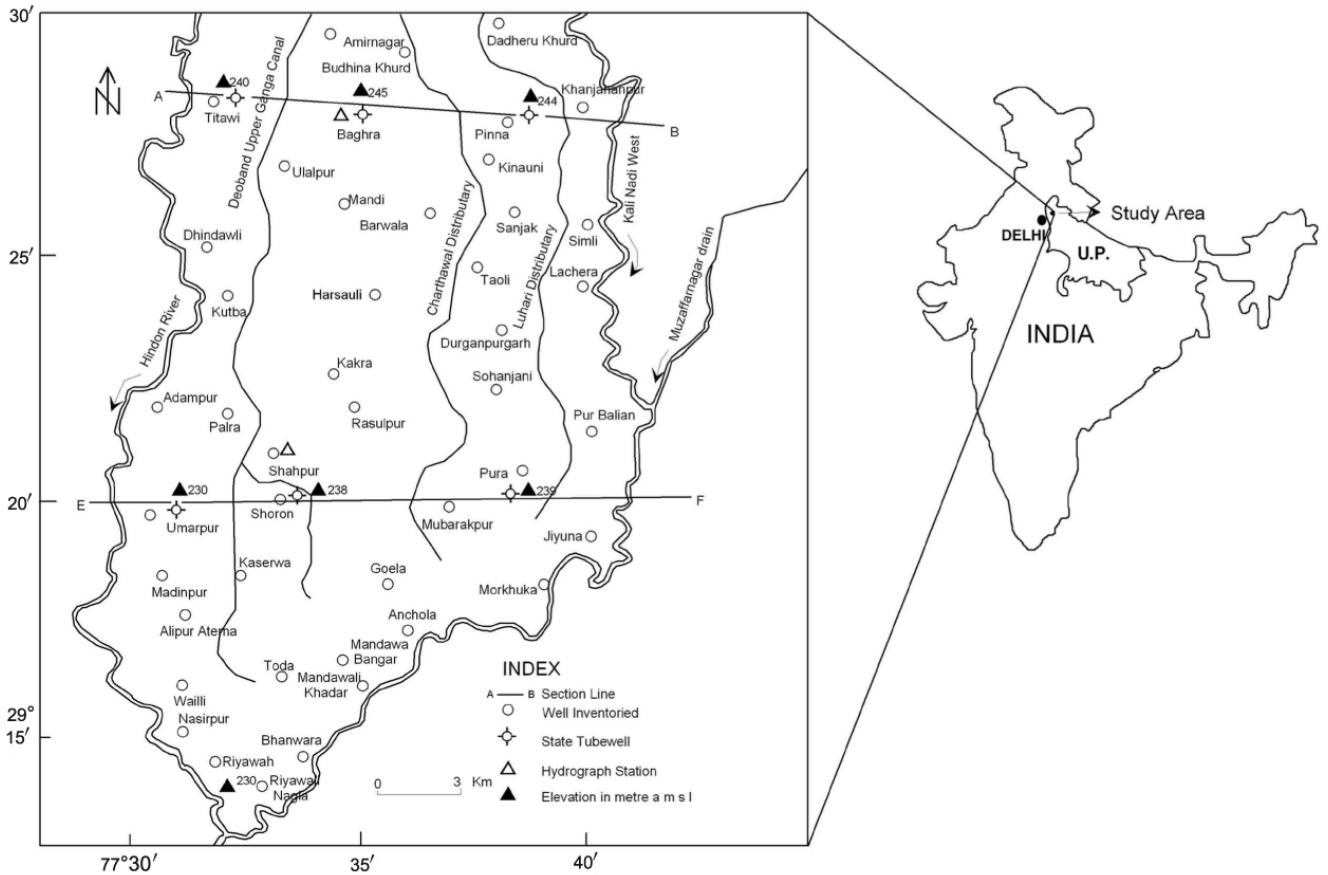 30′
Dadheru Khurd
Amirnagar
Budhina Khurd
N
240
245
244
Khanjahanpur
A
Titawi
Baghra
Pinna
B
Deoband Upper Ganga Canal
Ulalpur
Kinauni
Kali Nadi West
Mandi
Barwala
Sanjak
Simli
Study Area
DELHI
U.P.
Dhindawli
25′
Charthawal Distributary
Lachera
Taoli
Luhari Distributary
Muzaffarnagar drain
Kutba
Harsauli
INDIA
Hindon River
Durganpurgarh
Kakra
Sohanjani
Adampur
Palra
Rasulpur
Pur Balian
Shahpur
Pura
230
238
239
20′
E
F
Umarpur
Shoron
Mubarakpur
Jiyuna
Kaserwa
Goela
Madinpur
Morkhuka
Alipur Aterna
Anchola
Mandawa
Bangar
Toda
Mandawali
Khadar
Wailli
Nasirpur
29°
15′
Bhanwara
Riyawah
230
Riyawali
Nagla
INDEX
A B Section Line
Well Inventoried
State Tubewell
Hydrograph Station
Elevation in metre a m s l
0 3 Km
77°30′
35′
40′